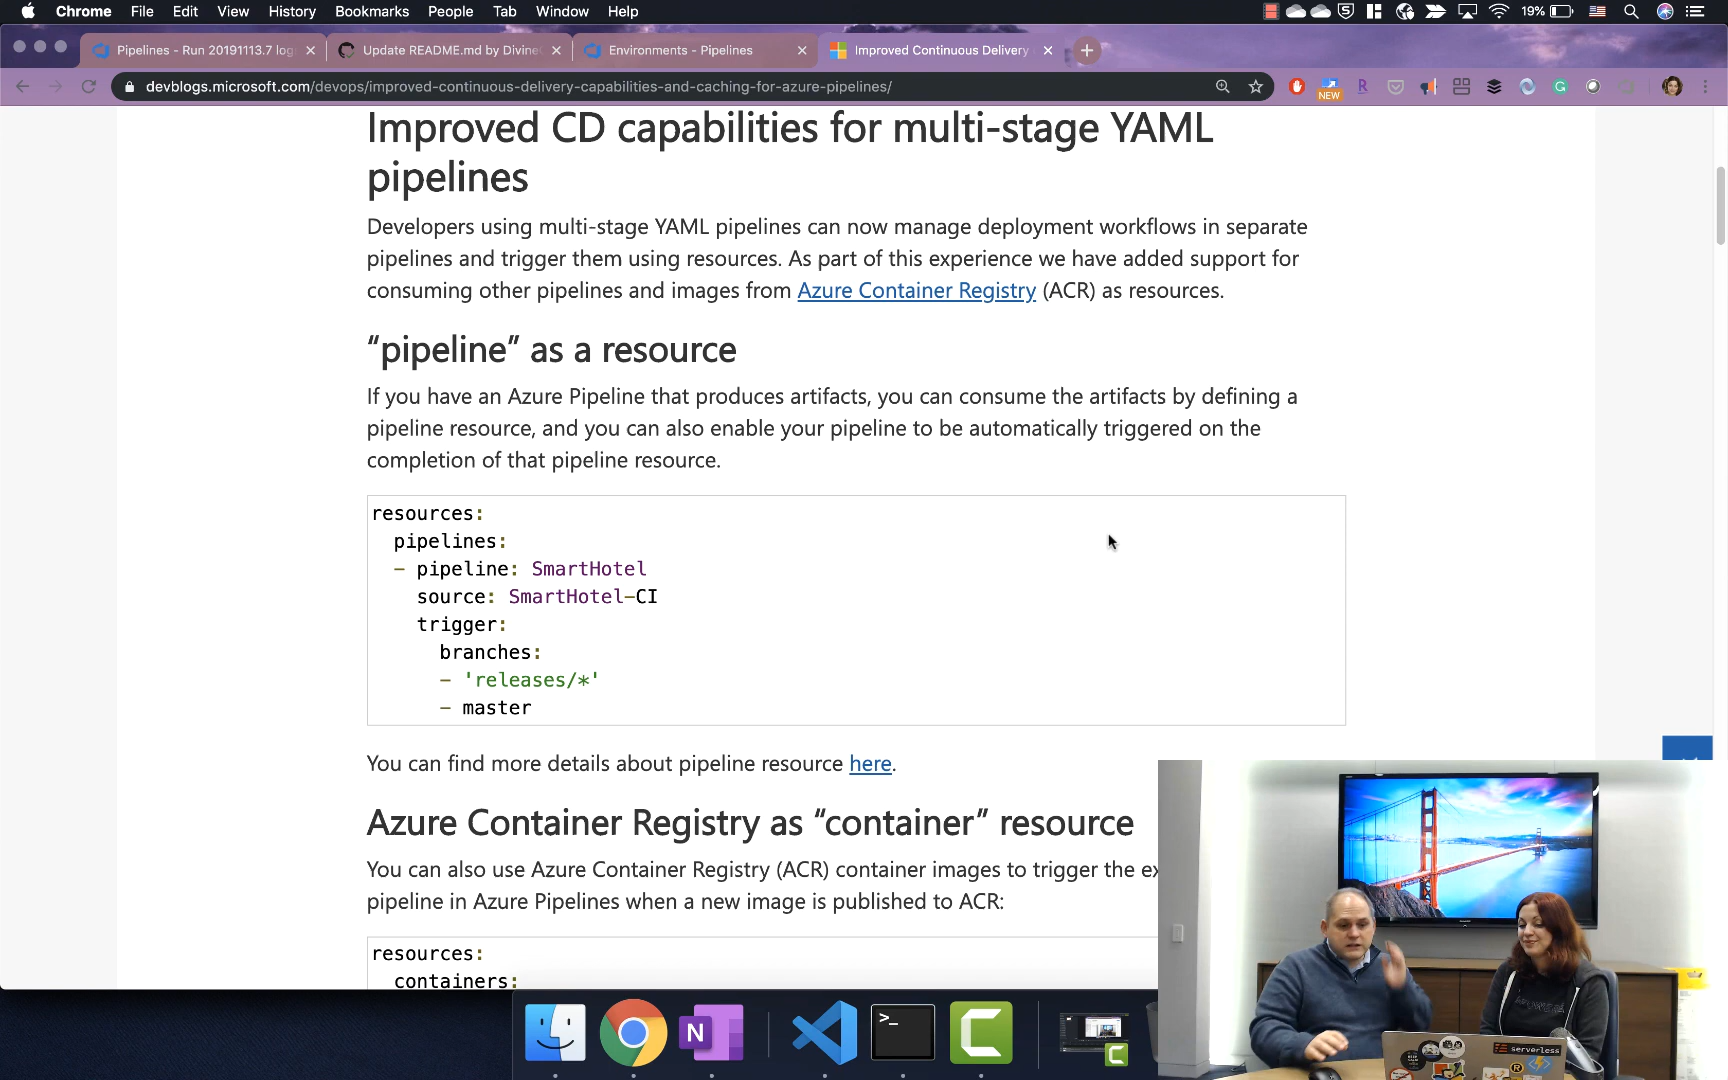 Chrome File Edit View History Bookmarks People Tab Window Help 19%
Pipelines - Run 20191113.7 log
Update README.md by Divine
Environments - Pipelines
Improved Continuous Delivery
devblogs.microsoft.com/devops/improved-continuous-delivery-capabilities-and-caching-for-azure-pipelines/
NEW
Improved CD capabilities for multi-stage YAML
pipelines
Developers using multi-stage YAML pipelines can now manage deployment workflows in separate
pipelines and trigger them using resources. As part of this experience we have added support for
consuming other pipelines and images from Azure Container Registry (ACR) as resources.
“pipeline” as a resource
If you have an Azure Pipeline that produces artifacts, you can consume the artifacts by defining a
pipeline resource, and you can also enable your pipeline to be automatically triggered on the
completion of that pipeline resource.
resources:
pipelines:
- pipeline: SmartHotel
source: SmartHotel-CI
trigger:
branches:
- 'releases/*'
- master
You can find more details about pipeline resource here.
Azure Container Registry as “container” resource
You can also use Azure Container Registry (ACR) container images to trigger the ex
pipeline in Azure Pipelines when a new image is published to ACR:
resources:
containers:
N
>_
C
serverless